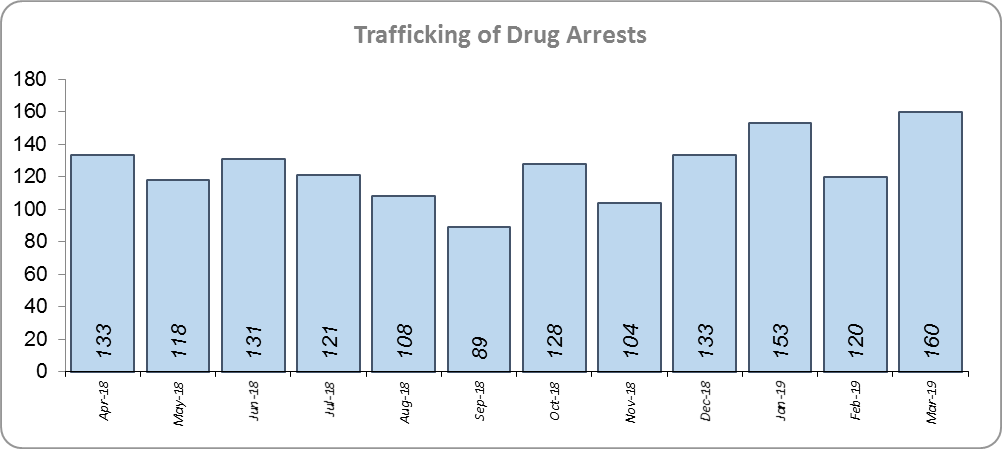 Trafficking of Drug Arrests
180
160
140
120
100
80
60
40
20
0
133
118
131
121
108
89
128
104
133
153
120
160
Apr-18
May-18
Jun-18
Jul-18
Aug-18
Sep-18
Oct-18
Nov-18
Dec-18
Jan-19
Feb-19
Mar-19